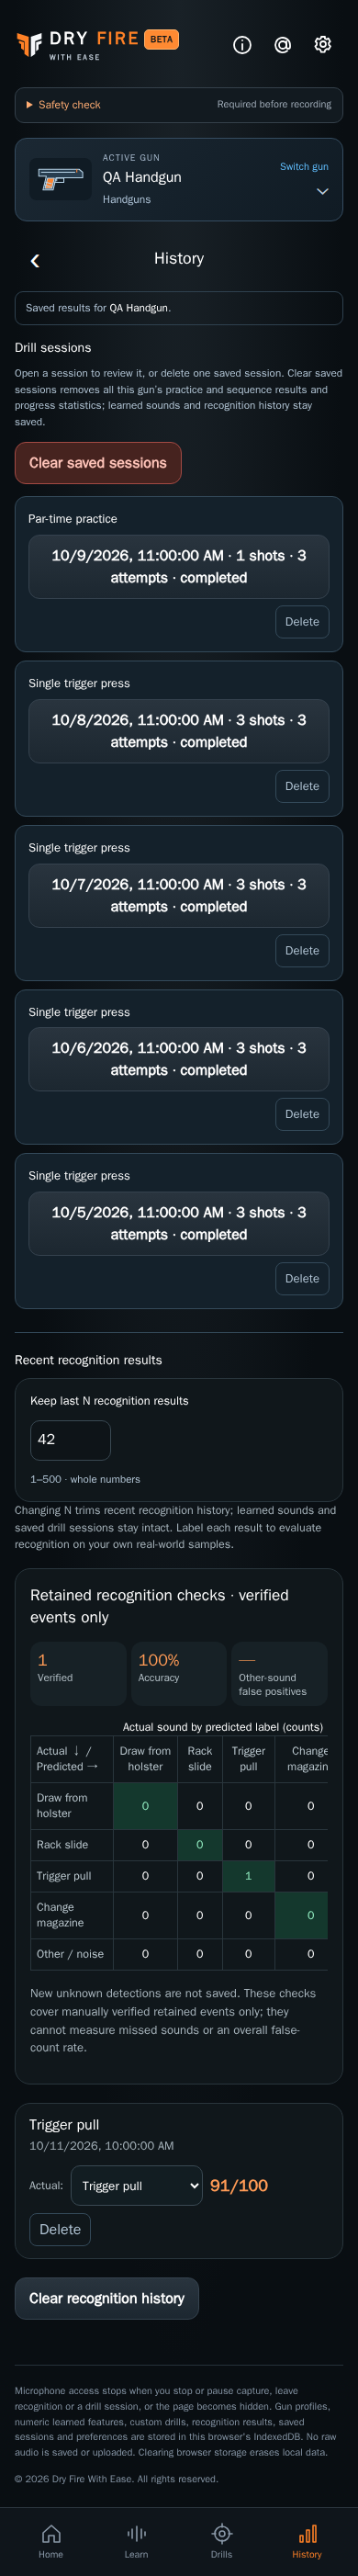 DRY FIRE BETA
WITH EASE
▶ Safety check
Required before recording
ACTIVE GUN
QA Handgun
Handguns
Switch gun
‹ History
Saved results for QA Handgun.
Drill sessions
Open a session to review it, or delete one saved session. Clear saved
sessions removes all this gun's practice and sequence results and
progress statistics; learned sounds and recognition history stay
saved.
Clear saved sessions
Par-time practice
10/9/2026, 11:00:00 AM · 1 shots · 3
attempts · completed
Delete
Single trigger press
10/8/2026, 11:00:00 AM · 3 shots · 3
attempts · completed
Delete
Single trigger press
10/7/2026, 11:00:00 AM · 3 shots · 3
attempts · completed
Delete
Single trigger press
10/6/2026, 11:00:00 AM · 3 shots · 3
attempts · completed
Delete
Single trigger press
10/5/2026, 11:00:00 AM · 3 shots · 3
attempts · completed
Delete
Recent recognition results
Keep last N recognition results
42
1–500 · whole numbers
Changing N trims recent recognition history; learned sounds and
saved drill sessions stay intact. Label each result to evaluate
recognition on your own real-world samples.
Retained recognition checks · verified
events only
1
Verified
100%
Accuracy
—
Other-sound
false positives
Actual sound by predicted label (counts)
Actual ↓ /
Predicted →
Draw from
holster
Rack
slide
Trigger
pull
Change
magazin
Draw from
holster
0 0 0 0
Rack slide 0 0 0 0
Trigger pull 0 0 1 0
Change
magazine
0 0 0 0
Other / noise 0 0 0 0
New unknown detections are not saved. These checks
cover manually verified retained events only; they
cannot measure missed sounds or an overall false-
count rate.
Trigger pull
10/11/2026, 10:00:00 AM
Actual: Trigger pull 91/100
Delete
Clear recognition history
Microphone access stops when you stop or pause capture, leave
recognition or a drill session, or the page becomes hidden. Gun profiles,
numeric learned features, custom drills, recognition results, saved
sessions and preferences are stored in this browser's IndexedDB. No raw
audio is saved or uploaded. Clearing browser storage erases local data.
© 2026 Dry Fire With Ease. All rights reserved.
Home Learn Drills History